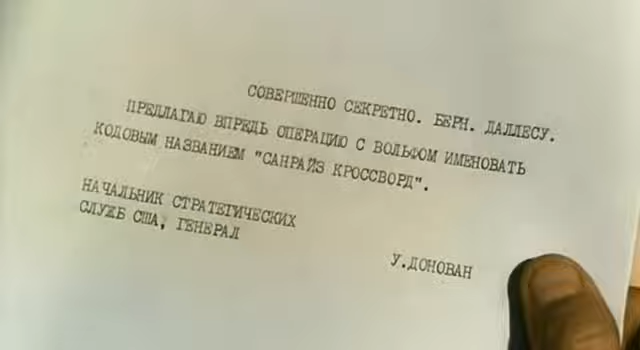 СОВЕРШЕННО СЕКРЕТНО. БЕРН. ДАЛЛЕСУ.
ПРЕДЛАГАЮ ВПРЕДЬ ОПЕРАЦИЮ С ВОЛЬФОМ ИМЕНОВАТЬ
КОДОВЫМ НАЗВАНИЕМ "САНРАЙЗ КРОССВОРД".
НАЧАЛЬНИК СТРАТЕГИЧЕСКИХ
СЛУЖБ США, ГЕНЕРАЛ
У.ДОНОВАН